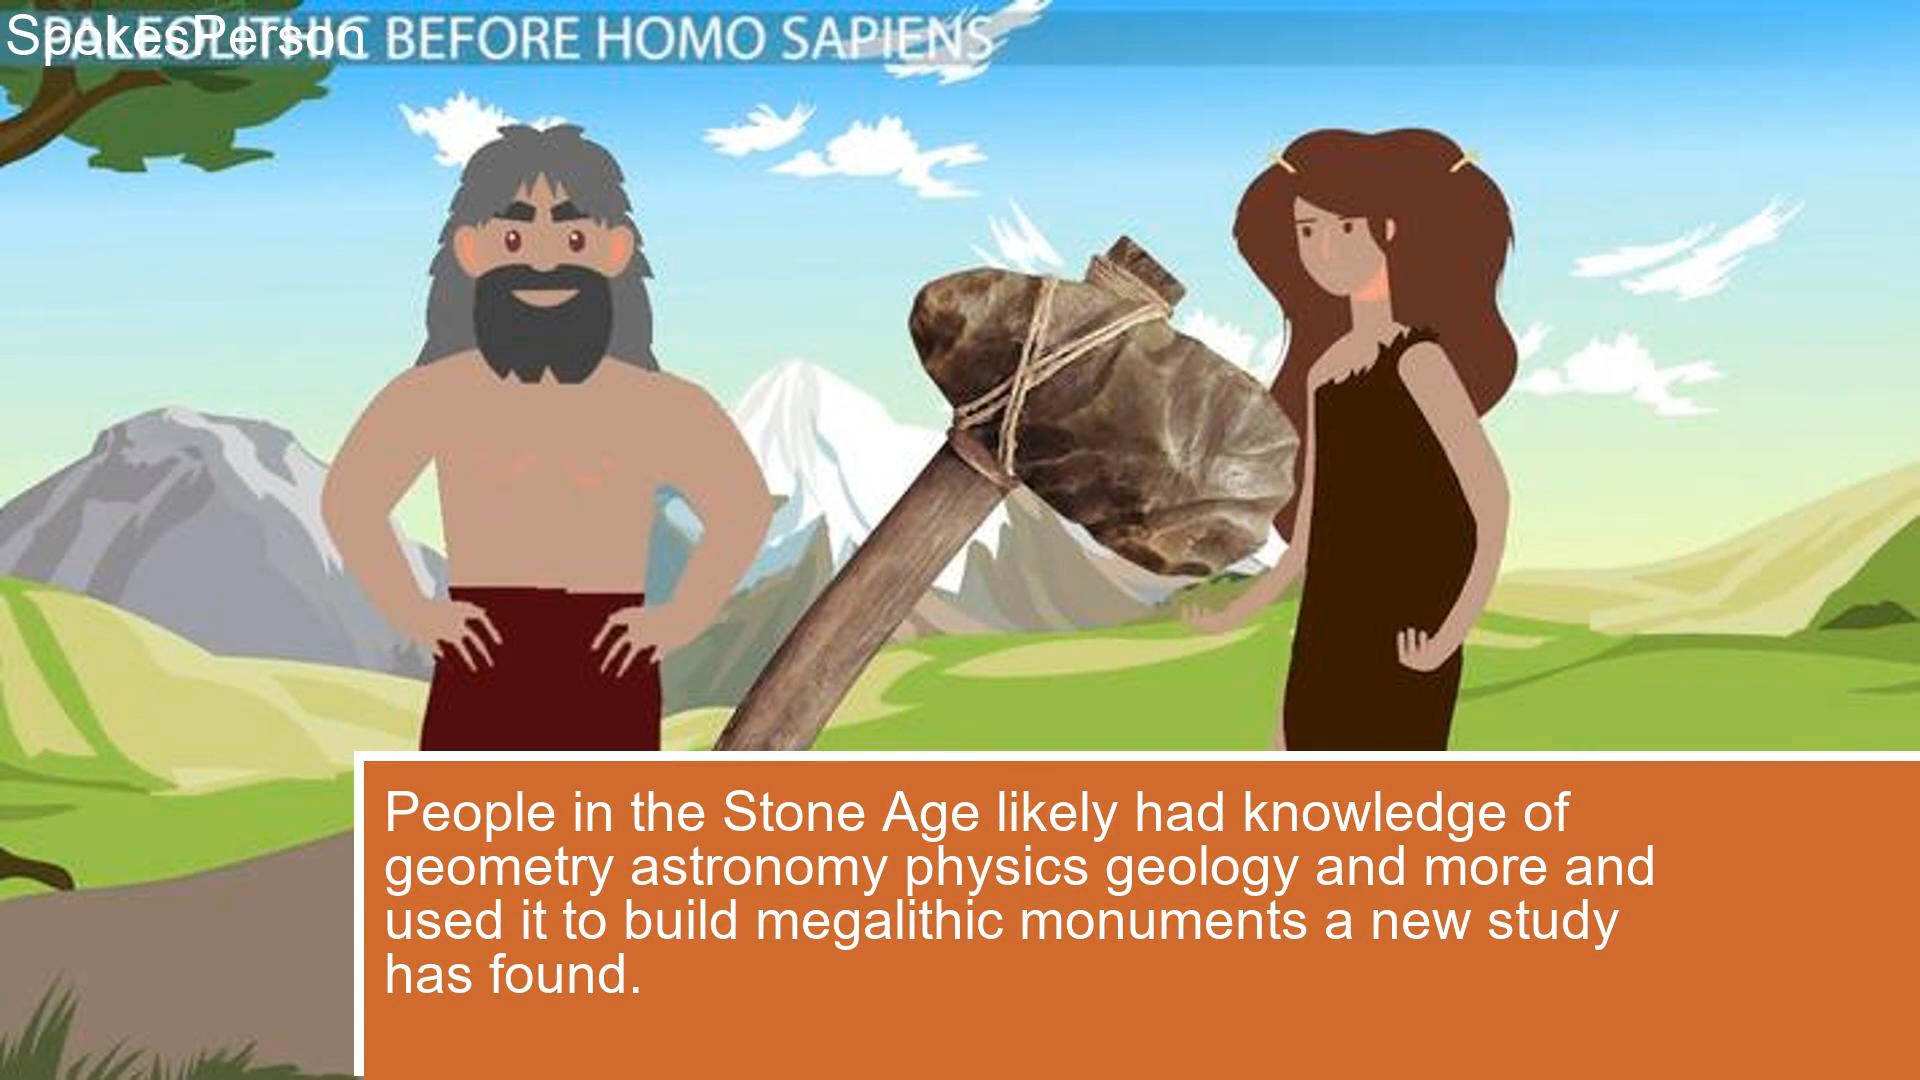 SpokesPerson
PALEOLITHIC BEFORE HOMO SAPIENS
People in the Stone Age likely had knowledge of
geometry astronomy physics geology and more and
used it to build megalithic monuments a new study
has found.